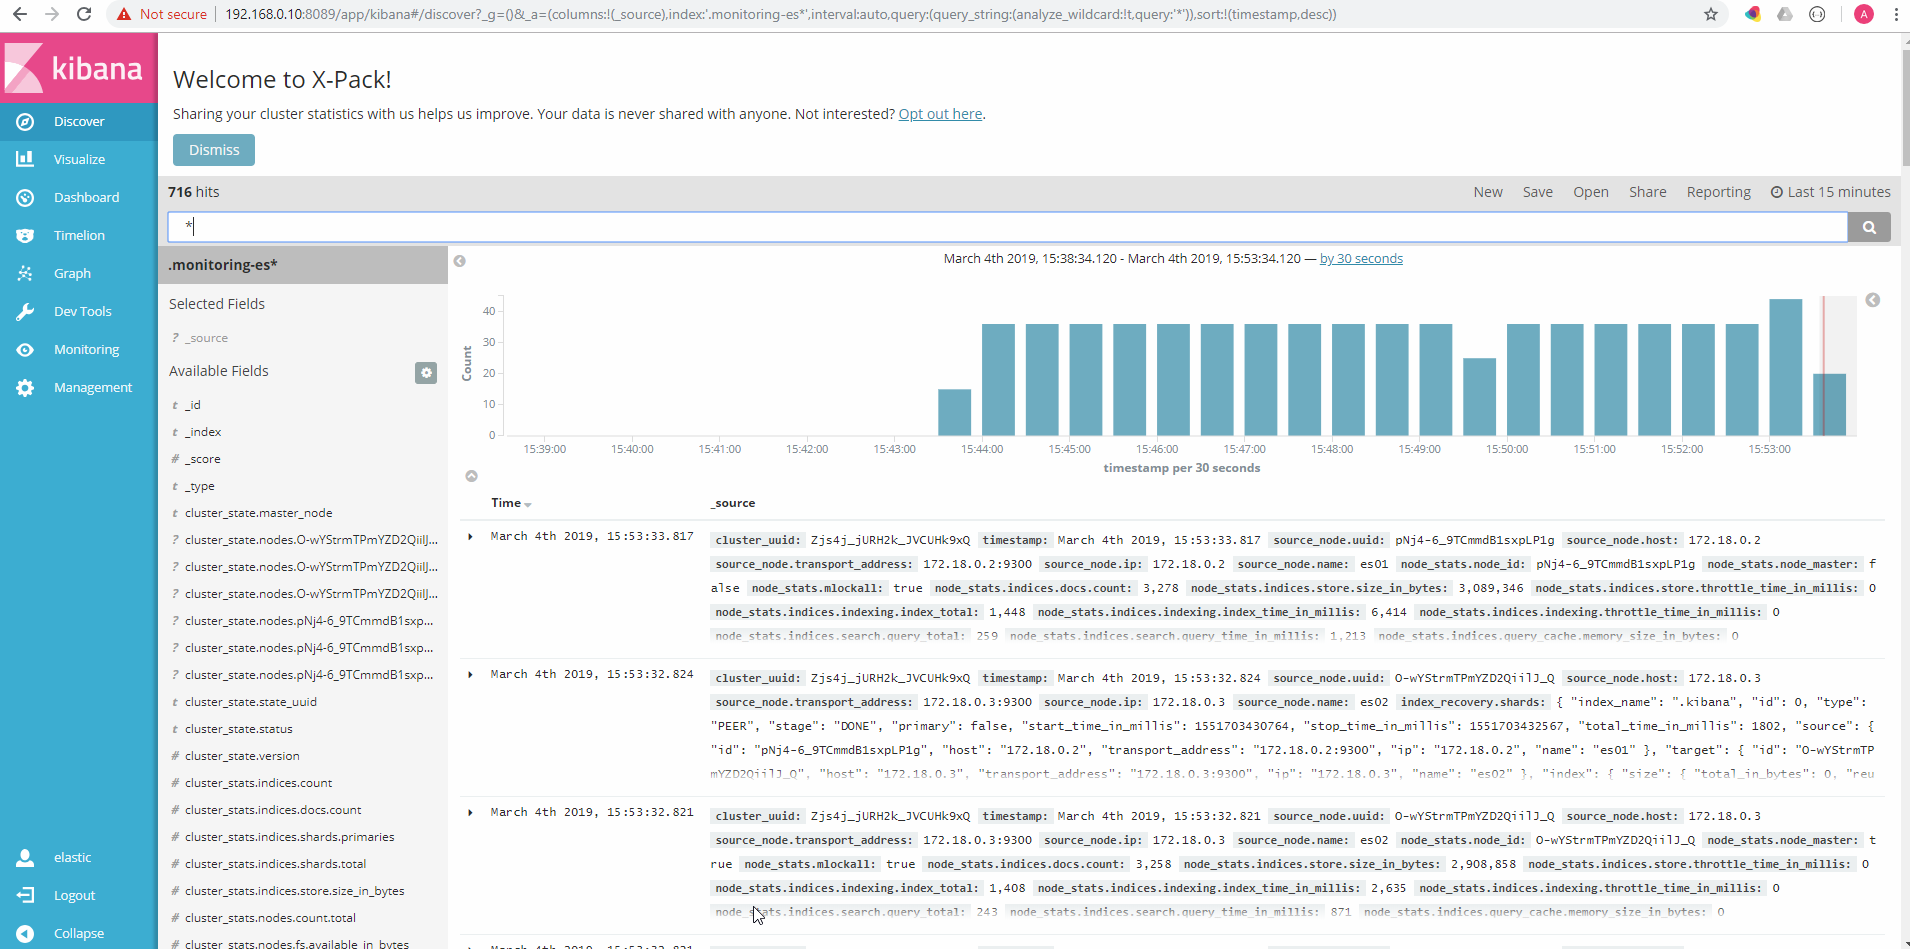 Not secure
192.168.0.10:8089/app/kibana#/discover?_g=()&_a=(columns:!(_source),index:'.monitoring-es*',interval:auto,query:(query_string:(analyze_wildcard:!t,query:'*')),sort:!(timestamp,desc))
A
kibana
Discover
Visualize
Dashboard
Timelion
Graph
Dev Tools
Monitoring
Management
elastic
Logout
Collapse
Welcome to X-Pack!
Sharing your cluster statistics with us helps us improve. Your data is never shared with anyone. Not interested? Opt out here.
Dismiss
716 hits
New Save Open Share Reporting Last 15 minutes
*
.monitoring-es*
Selected Fields
? _source
Available Fields
t _id
t _index
# _score
t _type
t cluster_state.master_node
? cluster_state.nodes.O-wYStrmTPmYZD2QiilJ...
? cluster_state.nodes.O-wYStrmTPmYZD2QiilJ...
? cluster_state.nodes.O-wYStrmTPmYZD2QiilJ...
? cluster_state.nodes.pNj4-6_9TCmmdB1sxp...
? cluster_state.nodes.pNj4-6_9TCmmdB1sxp...
? cluster_state.nodes.pNj4-6_9TCmmdB1sxp...
t cluster_state.state_uuid
t cluster_state.status
# cluster_state.version
# cluster_stats.indices.count
# cluster_stats.indices.docs.count
# cluster_stats.indices.shards.primaries
# cluster_stats.indices.shards.total
# cluster_stats.indices.store.size_in_bytes
# cluster_stats.nodes.count.total
# cluster_stats.nodes.fs.available_in_bytes
March 4th 2019, 15:38:34.120 - March 4th 2019, 15:53:34.120 — by 30 seconds
Count
40
30
20
10
0
15:39:00 15:40:00 15:41:00 15:42:00 15:43:00 15:44:00 15:45:00 15:46:00 15:47:00 15:48:00 15:49:00 15:50:00 15:51:00 15:52:00 15:53:00
timestamp per 30 seconds
Time _source
March 4th 2019, 15:53:33.817
cluster_uuid: Zjs4j_jURH2k_JVCUHk9xQ timestamp: March 4th 2019, 15:53:33.817 source_node.uuid: pNj4-6_9TCmmdB1sxpLP1g source_node.host: 172.18.0.2
source_node.transport_address: 172.18.0.2:9300 source_node.ip: 172.18.0.2 source_node.name: es01 node_stats.node_id: pNj4-6_9TCmmdB1sxpLP1g node_stats.node_master: f
alse node_stats.mlockall: true node_stats.indices.docs.count: 3,278 node_stats.indices.store.size_in_bytes: 3,089,346 node_stats.indices.store.throttle_time_in_millis: 0
node_stats.indices.indexing.index_total: 1,448 node_stats.indices.indexing.index_time_in_millis: 6,414 node_stats.indices.indexing.throttle_time_in_millis: 0
node_stats.indices.search.query_total: 259 node_stats.indices.search.query_time_in_millis: 1,213 node_stats.indices.query_cache.memory_size_in_bytes: 0
March 4th 2019, 15:53:32.824
cluster_uuid: Zjs4j_jURH2k_JVCUHk9xQ timestamp: March 4th 2019, 15:53:32.824 source_node.uuid: O-wYStrmTPmYZD2QiilJ_Q source_node.host: 172.18.0.3
source_node.transport_address: 172.18.0.3:9300 source_node.ip: 172.18.0.3 source_node.name: es02 index_recovery.shards: { "index_name": ".kibana", "id": 0, "type":
"PEER", "stage": "DONE", "primary": false, "start_time_in_millis": 1551703430764, "stop_time_in_millis": 1551703432567, "total_time_in_millis": 1802, "source": {
"id": "pNj4-6_9TCmmdB1sxpLP1g", "host": "172.18.0.2", "transport_address": "172.18.0.2:9300", "ip": "172.18.0.2", "name": "es01" }, "target": { "id": "O-wYStrmTP
mYZD2QiilJ_Q", "host": "172.18.0.3", "transport_address": "172.18.0.3:9300", "ip": "172.18.0.3", "name": "es02" }, "index": { "size": { "total_in_bytes": 0, "reu
March 4th 2019, 15:53:32.821
cluster_uuid: Zjs4j_jURH2k_JVCUHk9xQ timestamp: March 4th 2019, 15:53:32.821 source_node.uuid: O-wYStrmTPmYZD2QiilJ_Q source_node.host: 172.18.0.3
source_node.transport_address: 172.18.0.3:9300 source_node.ip: 172.18.0.3 source_node.name: es02 node_stats.node_id: O-wYStrmTPmYZD2QiilJ_Q node_stats.node_master: t
rue node_stats.mlockall: true node_stats.indices.docs.count: 3,258 node_stats.indices.store.size_in_bytes: 2,908,858 node_stats.indices.store.throttle_time_in_millis: 0
node_stats.indices.indexing.index_total: 1,408 node_stats.indices.indexing.index_time_in_millis: 2,635 node_stats.indices.indexing.throttle_time_in_millis: 0
node_stats.indices.search.query_total: 243 node_stats.indices.search.query_time_in_millis: 871 node_stats.indices.query_cache.memory_size_in_bytes: 0